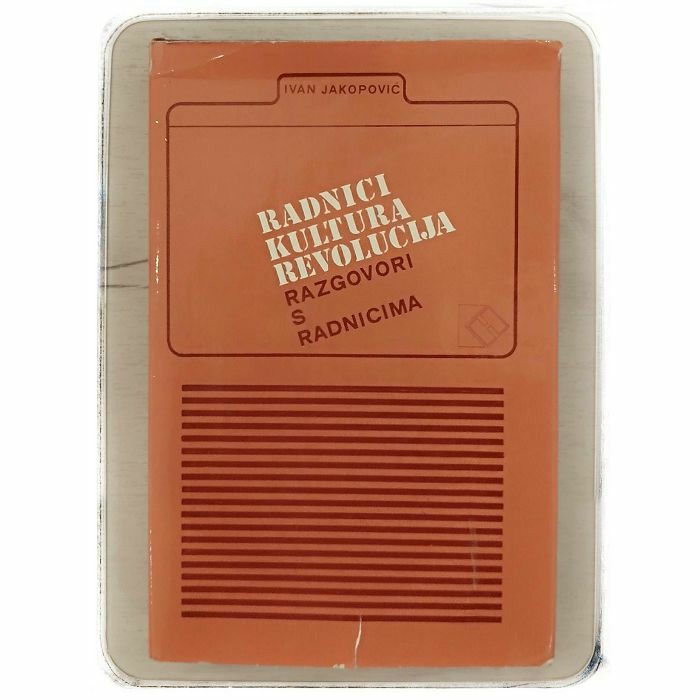 IVAN JAKOPOVIĆ
RADNICI
KULTURA
REVOLUCIJA
RAZGOVORI
S
RADNICIMA